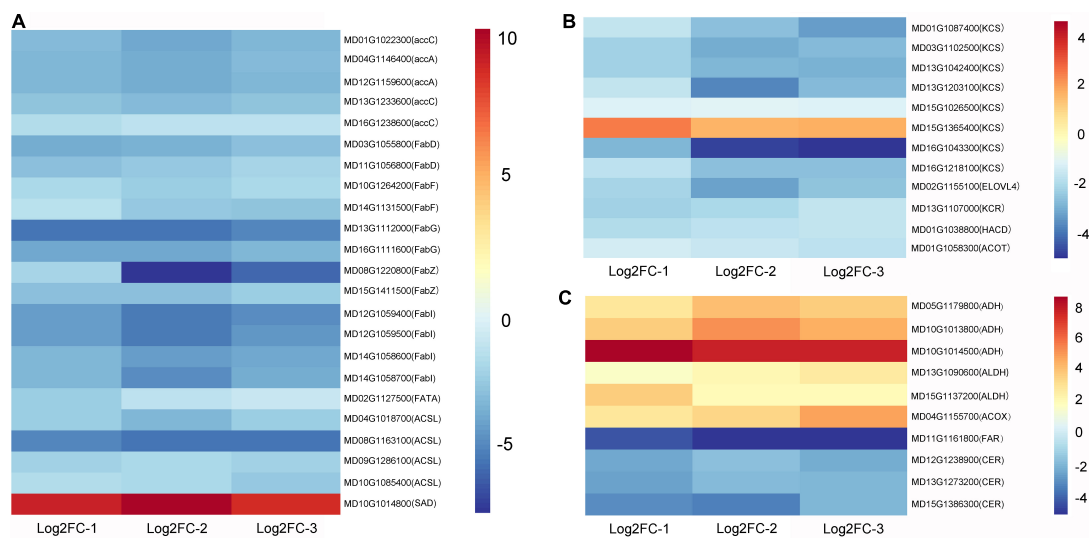 A
MD01G1022300(accC)
MD04G1146400(accA)
MD12G1159600(accA)
MD13G1233600(accC)
MD16G1238600(accC)
MD03G1055800(FabD)
MD11G1056800(FabD)
MD10G1264200(FabF)
MD14G1131500(FabF)
MD13G1112000(FabG)
MD16G1111600(FabG)
MD08G1220800(FabZ)
MD15G1411500(FabZ)
MD12G1059400(FabI)
MD12G1059500(FabI)
MD14G1058600(FabI)
MD14G1058700(FabI)
MD02G1127500(FATA)
MD04G1018700(ACSL)
MD08G1163100(ACSL)
MD09G1286100(ACSL)
MD10G1085400(ACSL)
MD10G1014800(SAD)
Log2FC-1 Log2FC-2 Log2FC-3
10
5
0
-5
B
MD01G1087400(KCS)
MD03G1102500(KCS)
MD13G1042400(KCS)
MD13G1203100(KCS)
MD15G1026500(KCS)
MD15G1365400(KCS)
MD16G1043300(KCS)
MD16G1218100(KCS)
MD02G1155100(ELOVL4)
MD13G1107000(KCR)
MD01G1038800(HACD)
MD01G1058300(ACOT)
Log2FC-1 Log2FC-2 Log2FC-3
4
2
0
-2
-4
C
MD05G1179800(ADH)
MD10G1013800(ADH)
MD10G1014500(ADH)
MD13G1090600(ALDH)
MD15G1137200(ALDH)
MD04G1155700(ACOX)
MD11G1161800(FAR)
MD12G1238900(CER)
MD13G1273200(CER)
MD15G1386300(CER)
Log2FC-1 Log2FC-2 Log2FC-3
8
6
4
2
0
-2
-4